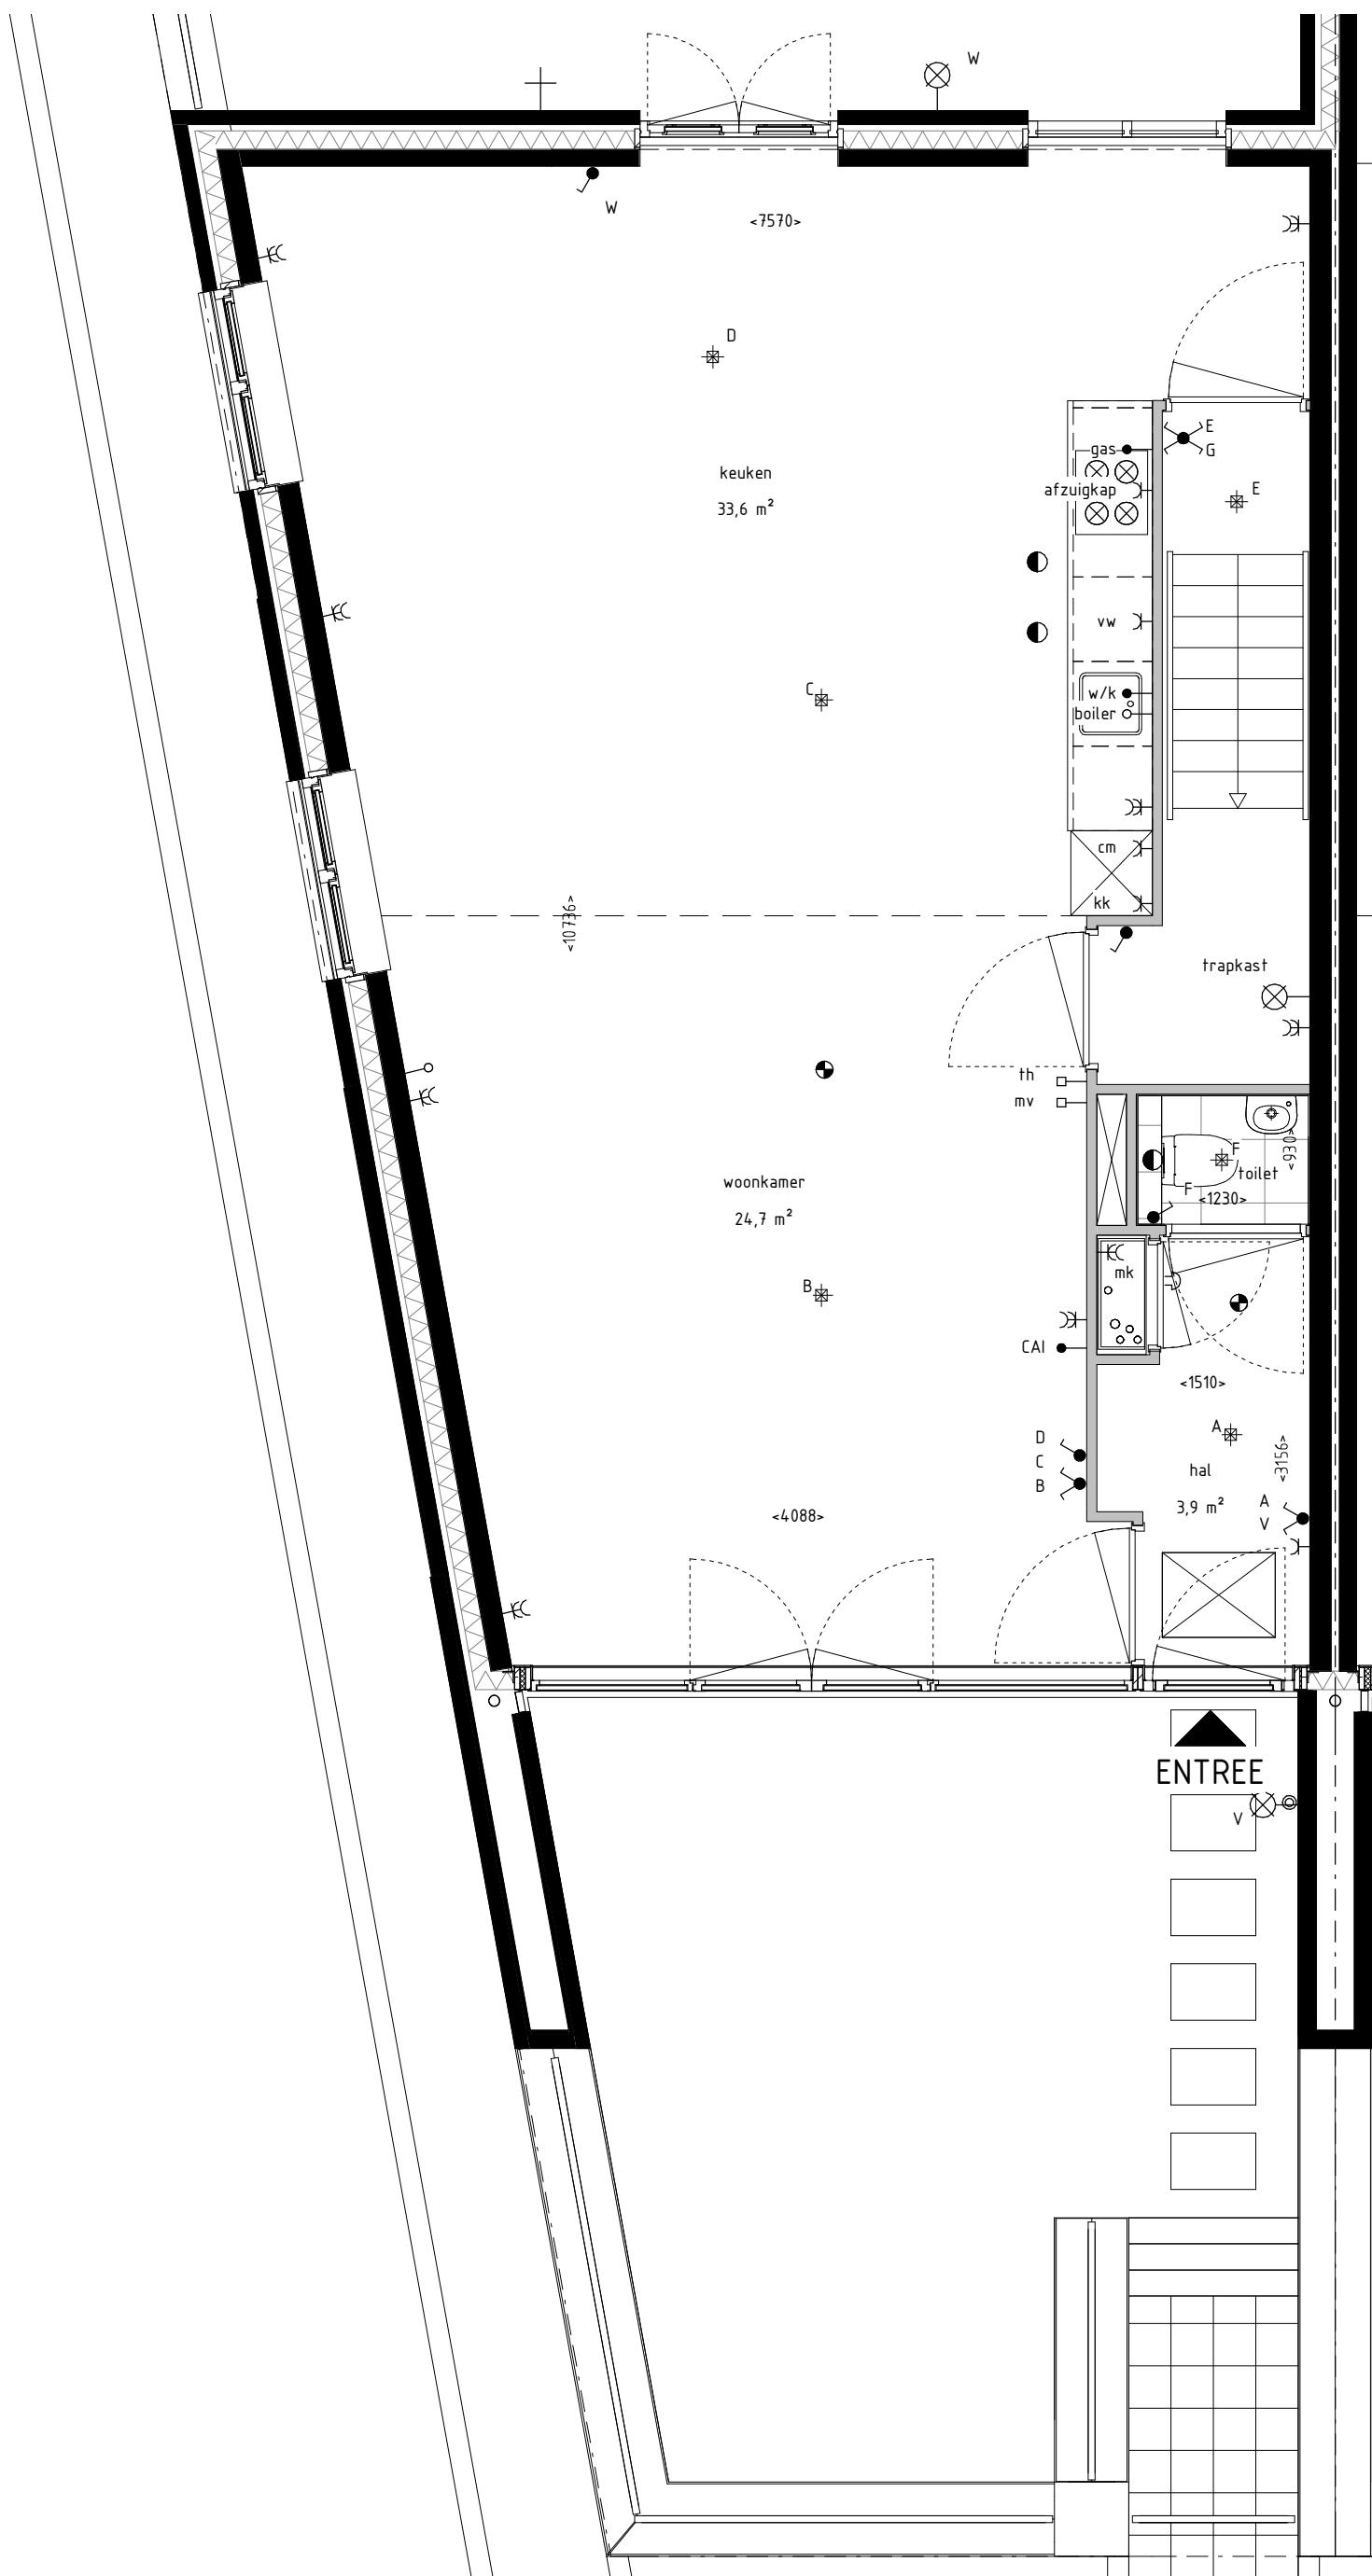 W
W
<7570>
D
E
G
gas
keuken
afzuigkap
E
33,6 m²
vw
C
w/k
boiler
cm
kk
<10736>
trapkast
th
mv
<930>
F
toilet
woonkamer
F
<1230>
24,7 m²
mk
B
CAI
<1510>
A
D
<3156>
C
hal
B
3,9 m²
A
<4088>
V
ENTREE
V